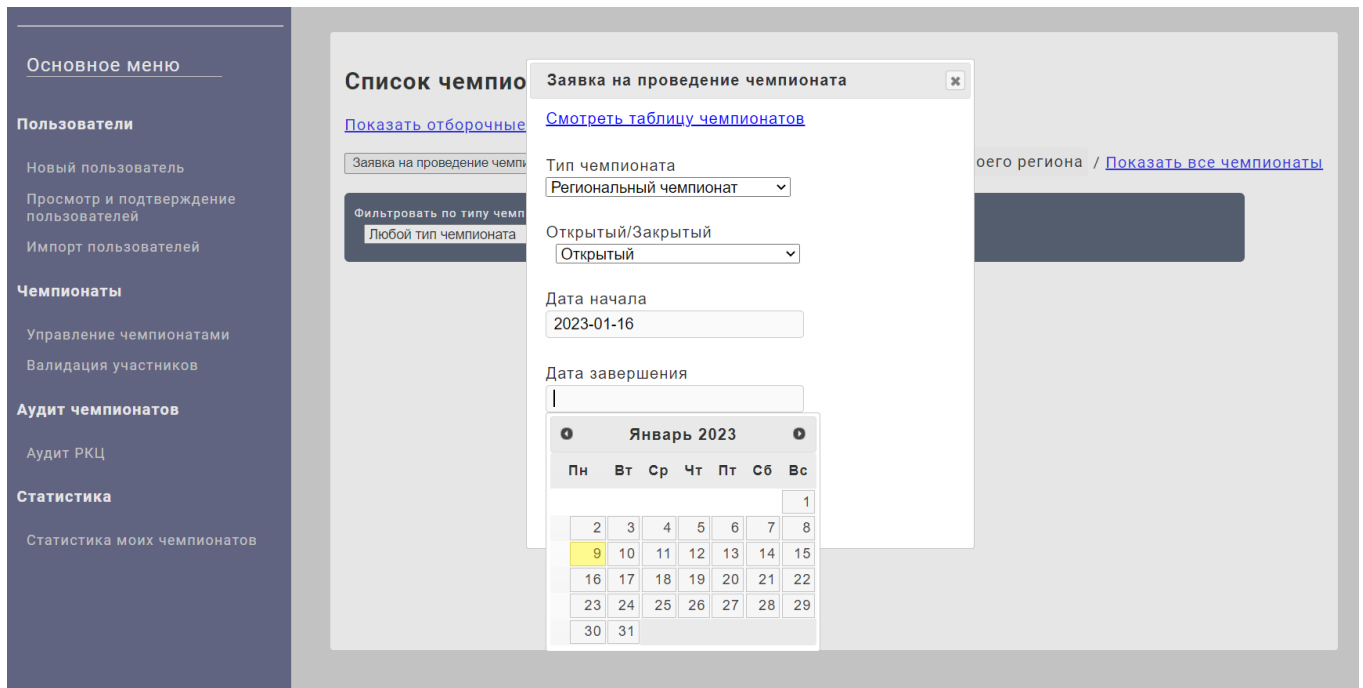 Основное меню
Пользователи
Новый пользователь
Просмотр и подтверждение
пользователей
Импорт пользователей
Чемпионаты
Управление чемпионатами
Валидация участников
Аудит чемпионатов
Аудит РКЦ
Статистика
Статистика моих чемпионатов
Список чемпио
Показать отборочные
Заявка на проведение чемпи
оего региона / Показать все чемпионаты
Фильтровать по типу чемп
Любой тип чемпионата
Заявка на проведение чемпионата
Смотреть таблицу чемпионатов
Тип чемпионата
Региональный чемпионат
Открытый/Закрытый
Открытый
Дата начала
2023-01-16
Дата завершения
Январь 2023
Пн Вт Ср Чт Пт Сб Вс
1
2 3 4 5 6 7 8
9 10 11 12 13 14 15
16 17 18 19 20 21 22
23 24 25 26 27 28 29
30 31